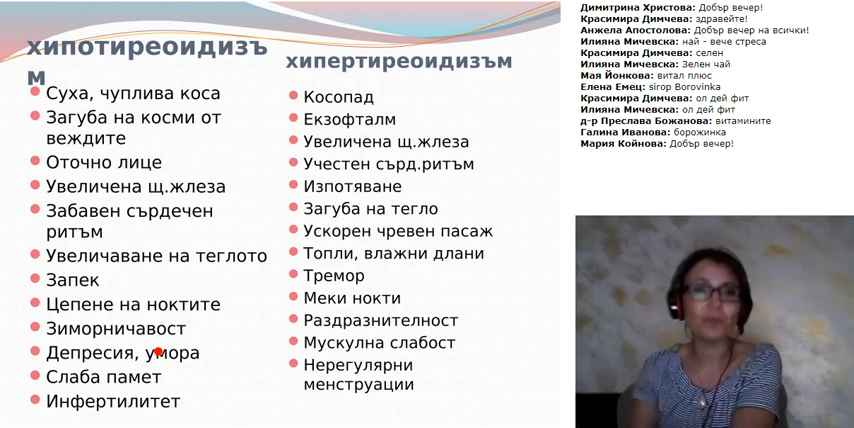 хипотиреоидизъ
м
Суха, чуплива коса
Загуба на косми от
веждите
Оточно лице
Увеличена щ.жлеза
Забавен сърдечен
ритъм
Увеличаване на теглото
Запек
Цепене на ноктите
Зиморничавост
Депресия, умора
Слаба памет
Инфертилитет
хипертиреоидизъм
Косопад
Екзофталм
Увеличена щ.жлеза
Учестен сърд.ритъм
Изпотяване
Загуба на тегло
Ускорен чревен пасаж
Топли, влажни длани
Тремор
Меки нокти
Раздразнителност
Мускулна слабост
Нерегулярни
менструации
Димитрина Христова: Добър вечер!
Красимира Димчева: здравейте!
Анжела Апостолова: Добър вечер на всички!
Илияна Мичевска: най - вече стреса
Красимира Димчева: селен
Илияна Мичевска: Зелен чай
Мая Йонкова: витал плюс
Елена Емец: sirop Borovinka
Красимира Димчева: ол дей фит
Илияна Мичевска: ол дей фит
д-р Преслава Божанова: витамините
Галина Иванова: борожинка
Мария Койнова: Добър вечер!